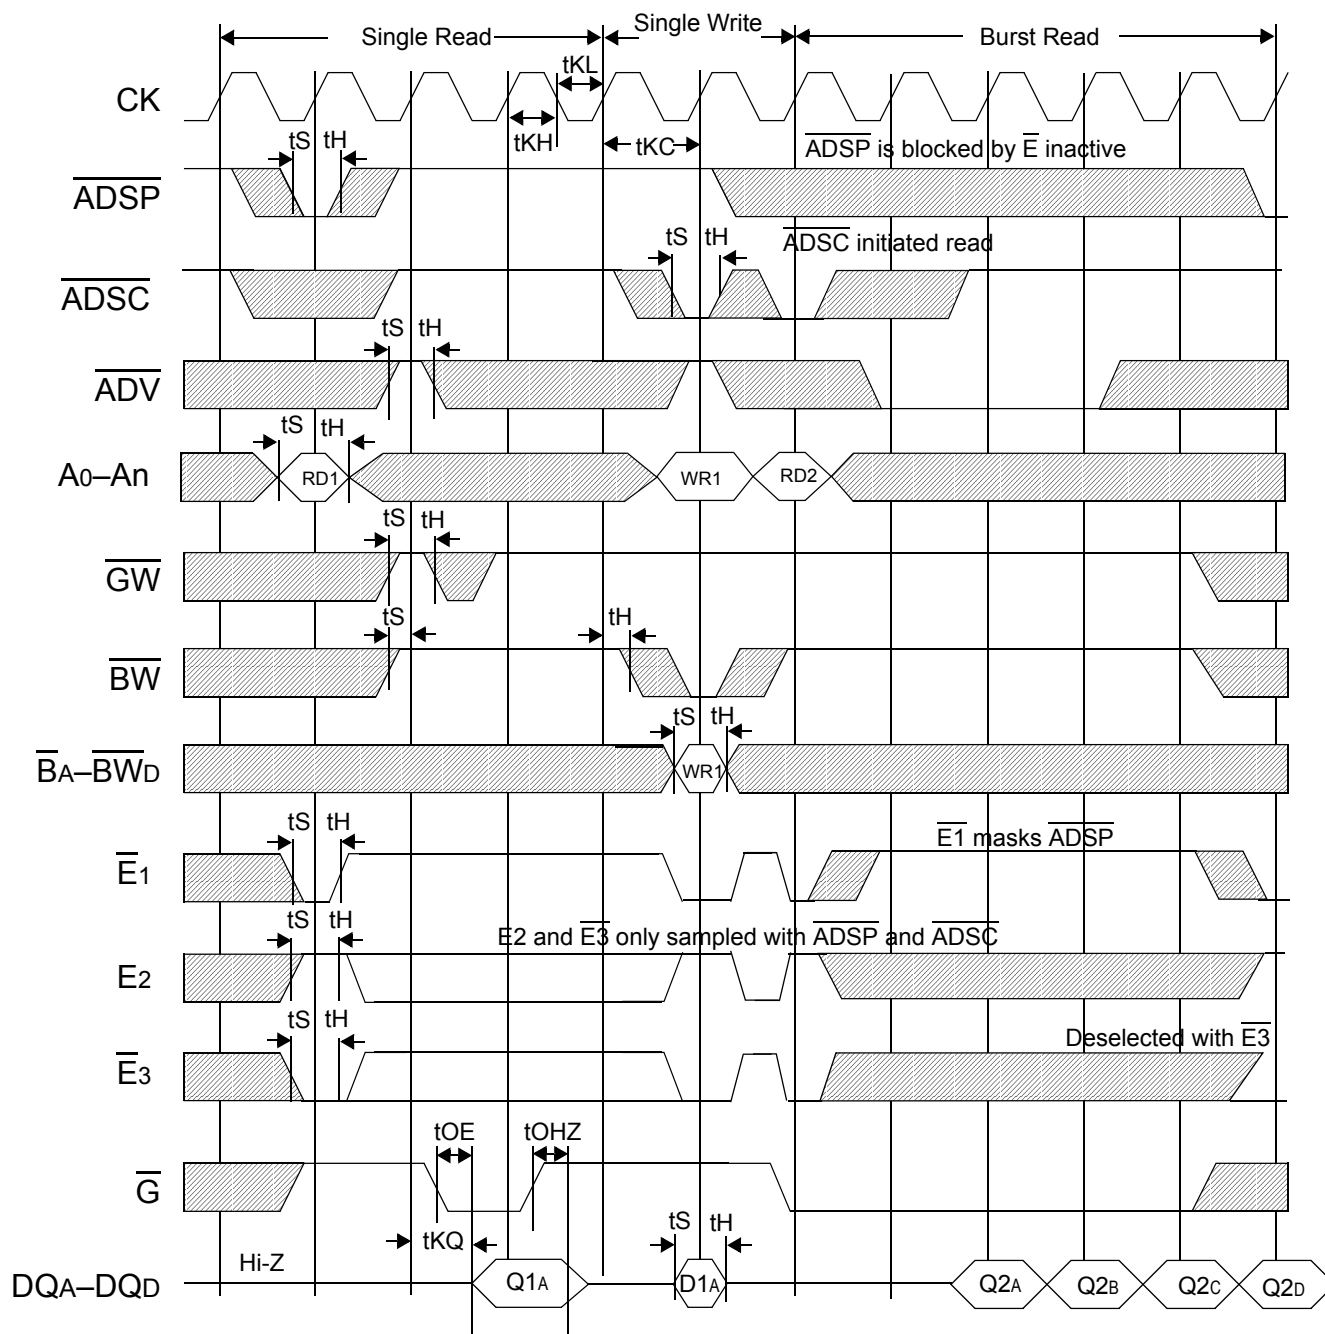 Single Read
Single Write
Burst Read
CK
tKL
tKH
tKC
ADSP is blocked by E inactive
tS tH
ADSP
tS tH
ADSC initiated read
ADSC
tS tH
ADV
tS tH
A0–An
RD1
WR1
RD2
tS tH
GW
tS
tH
BW
tS tH
BA–BWD
WR1
tS tH
E1 masks ADSP
E1
tS tH
E2 and E3 only sampled with ADSP and ADSC
E2
tS tH
Deselected with E3
E3
tOE
tOHZ
G
tKQ
tS tH
Hi-Z
DQA–DQD
Q1A
D1A
Q2A
Q2B
Q2C
Q2D